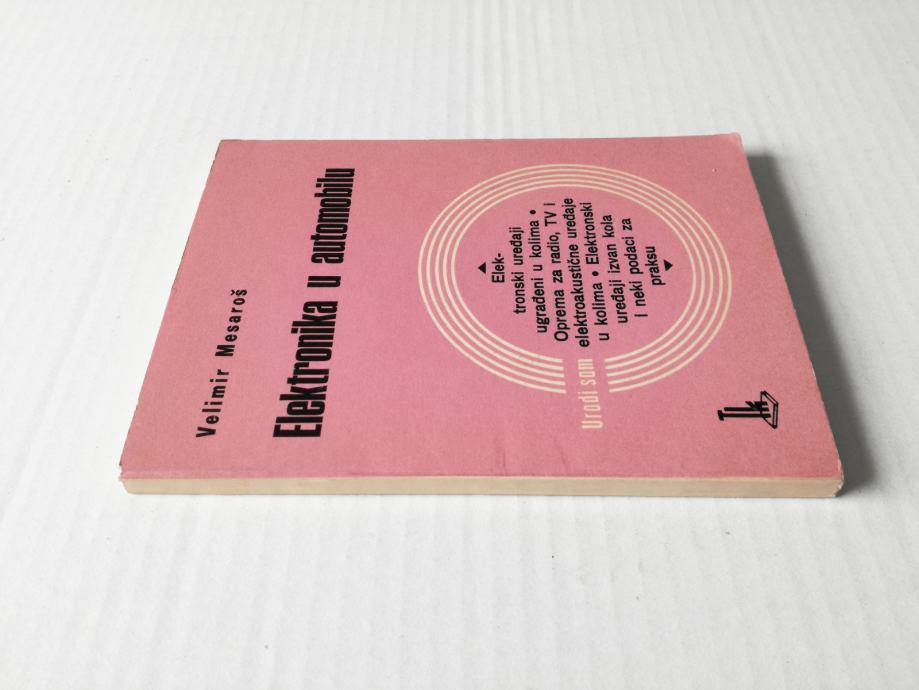 Velimir Mesaroš
Elektronika u automobilu
Elek-
tronski uređaji
ugrađeni u kolima •
Oprema za radio, TV i
elektroakustične uređaje
u kolima • Elektronski
uređaji izvan kola
i neki podaci za
praksu
Uradi sam
Tk